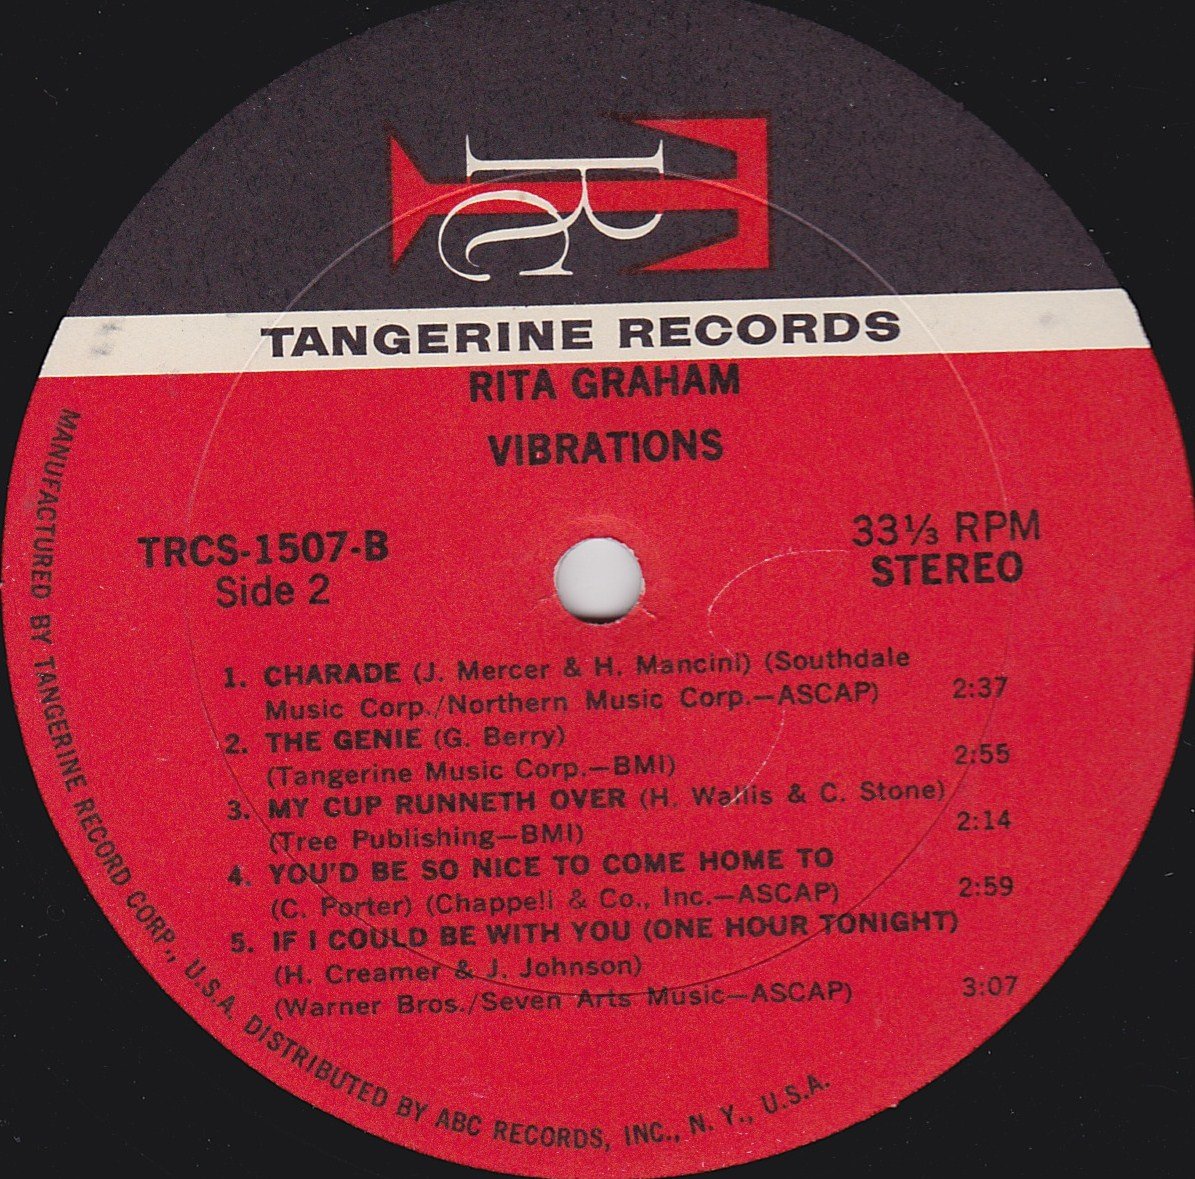 TRC
TANGERINE RECORDS
RITA GRAHAM
VIBRATIONS
TRCS-1507-B
Side 2
33⅓ RPM
STEREO
1. CHARADE (J. Mercer & H. Mancini) (Southdale
Music Corp./Northern Music Corp.—ASCAP) 2:37
2. THE GENIE (G. Berry)
(Tangerine Music Corp.—BMI) 2:55
3. MY CUP RUNNETH OVER (H. Wallis & C. Stone)
(Tree Publishing—BMI) 2:14
4. YOU'D BE SO NICE TO COME HOME TO
(C. Porter) (Chappell & Co., Inc.—ASCAP) 2:59
5. IF I COULD BE WITH YOU (ONE HOUR TONIGHT)
(H. Creamer & J. Johnson)
(Warner Bros./Seven Arts Music—ASCAP) 3:07
MANUFACTURED BY TANGERINE RECORD CORP., U.S.A. DISTRIBUTED BY ABC RECORDS, INC., N. Y., U.S.A.